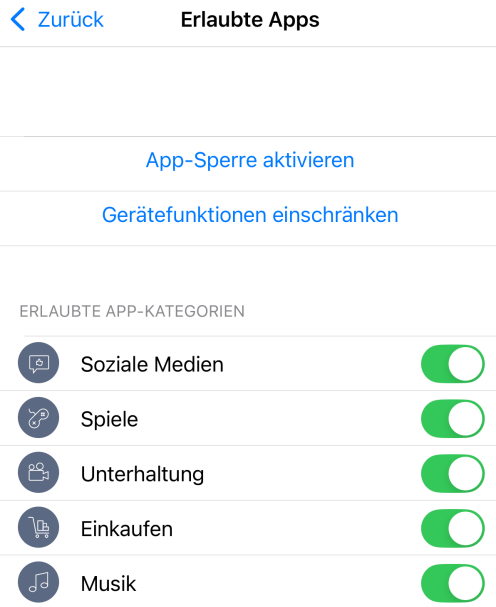 Zurück
Erlaubte Apps
App-Sperre aktivieren
Gerätefunktionen einschränken
ERLAUBTE APP-KATEGORIEN
Soziale Medien
Spiele
Unterhaltung
Einkaufen
Musik